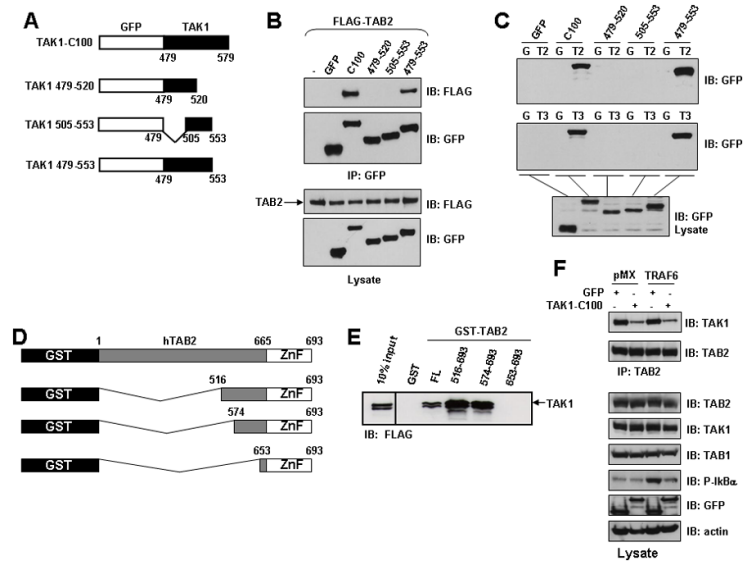 A
GFP TAK1
TAK1-C100
479 579
TAK1 479-520
479 520
TAK1 505-553
479 505 553
TAK1 479-553
479 553
B
FLAG-TAB2
- GFP C100 479-520 505-553 479-553
IB: FLAG
IB: GFP
IP: GFP
TAB2
IB: FLAG
IB: GFP
Lysate
C
GFP C100 479-520 505-553 479-553
G T2 G T2 G T2 G T2 G T2
IB: GFP
G T3 G T3 G T3 G T3 G T3
IB: GFP
IB: GFP
Lysate
D
1 hTAB2 665 693
GST ZnF
516 693
GST ZnF
574 693
GST ZnF
653 693
GST ZnF
E
GST-TAB2
10% input GST FL 516-693 574-693 653-693
TAK1
IB: FLAG
F
pMX TRAF6
GFP + - + -
TAK1-C100 - + - +
IB: TAK1
IB: TAB2
IP: TAB2
IB: TAB2
IB: TAK1
IB: TAB1
IB: P-IkBα
IB: GFP
IB: actin
Lysate